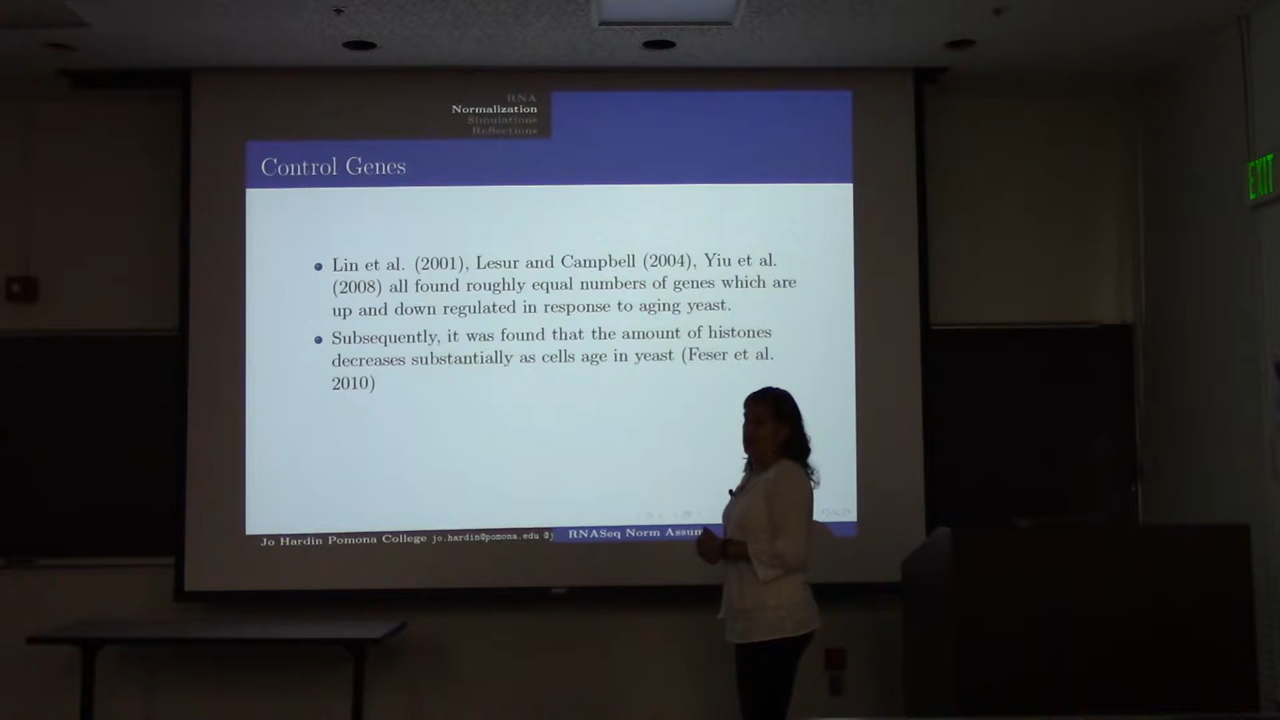 RNA
Normalization
Simulations
Reflections
Control Genes
Lin et al. (2001), Lesur and Campbell (2004), Yiu et al.
(2008) all found roughly equal numbers of genes which are
up and down regulated in response to aging yeast.
Subsequently, it was found that the amount of histones
decreases substantially as cells age in yeast (Feser et al.
2010)
Jo Hardin Pomona College jo.hardin@pomona.edu @j
RNASeq Norm Assum
EXIT